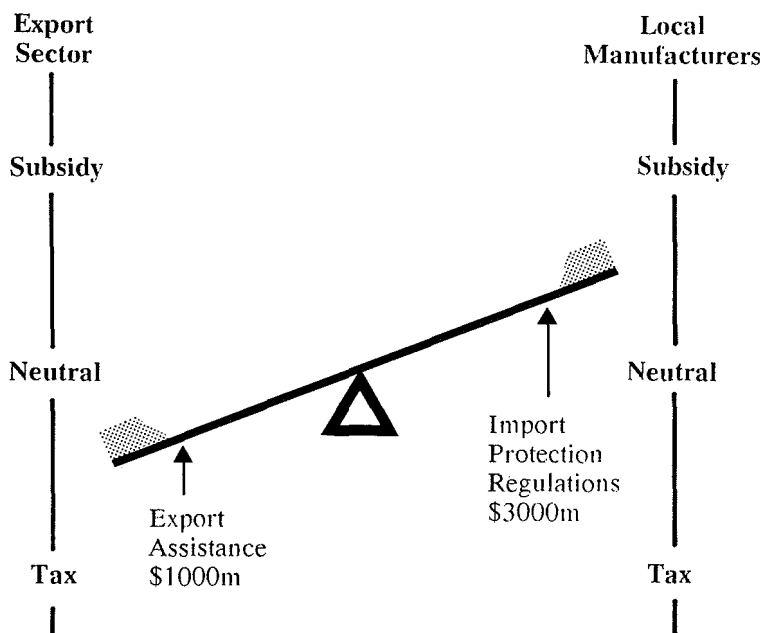 Export
Sector
Local
Manufacturers
Subsidy
Subsidy
Neutral
Neutral
Import
Protection
Regulations
$3000m
Export
Assistance
$1000m
Tax
Tax